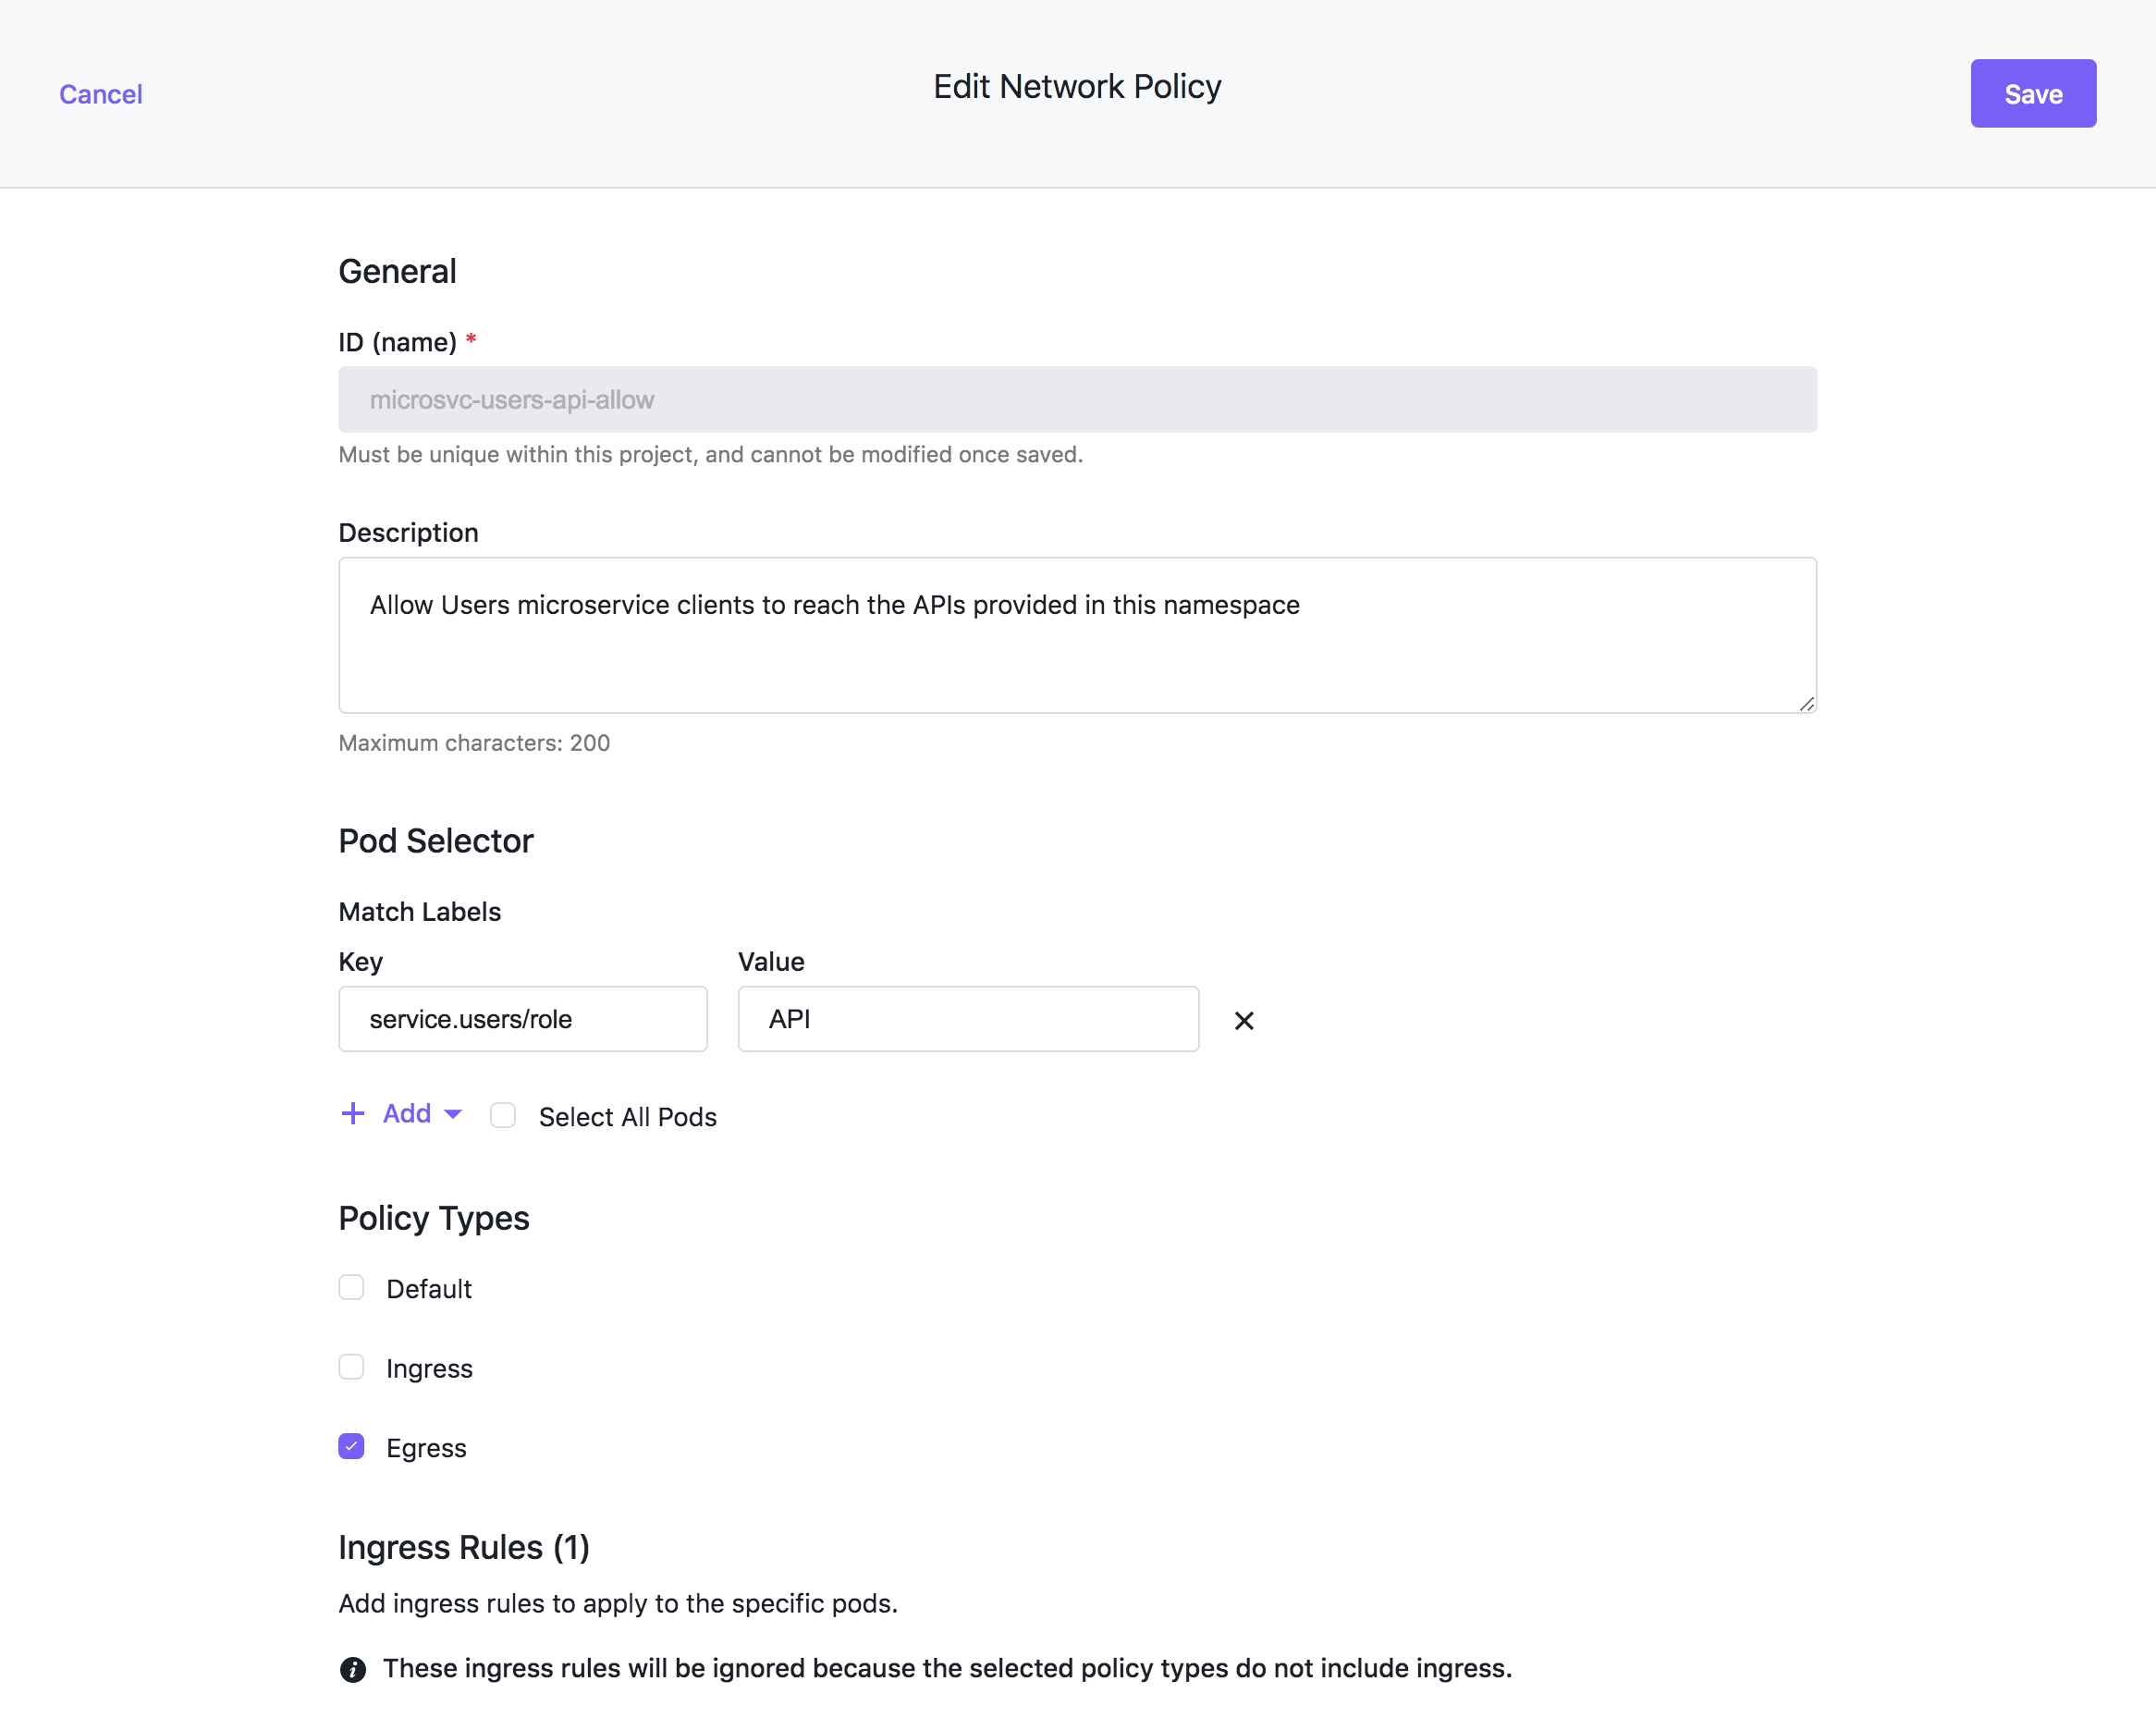 Cancel
Edit Network Policy
Save
General
ID (name) *
microsvc-users-api-allow
Must be unique within this project, and cannot be modified once saved.
Description
Allow Users microservice clients to reach the APIs provided in this namespace
Maximum characters: 200
Pod Selector
Match Labels
Key Value
service.users/role API
Add Select All Pods
Policy Types
Default
Ingress
Egress
Ingress Rules (1)
Add ingress rules to apply to the specific pods.
These ingress rules will be ignored because the selected policy types do not include ingress.